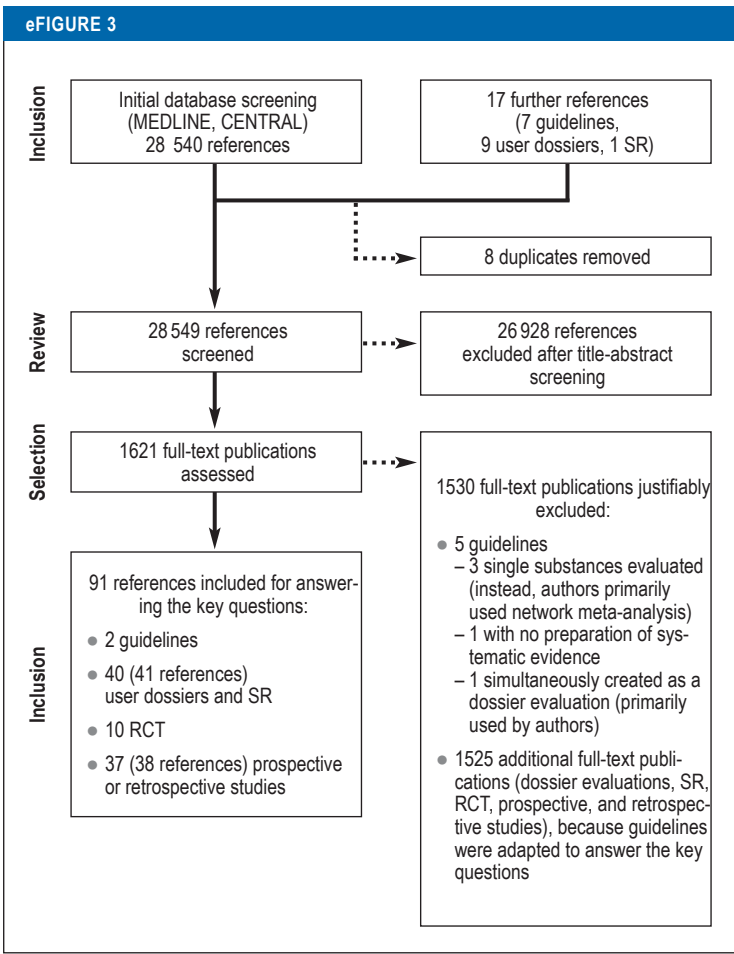 eFIGURE 3
Inclusion
Initial database screening
(MEDLINE, CENTRAL)
28 540 references
17 further references
(7 guidelines,
9 user dossiers, 1 SR)
8 duplicates removed
Review
28 549 references
screened
26 928 references
excluded after title-abstract
screening
Selection
1621 full-text publications
assessed
1530 full-text publications justifiably
excluded:
● 5 guidelines
– 3 single substances evaluated
(instead, authors primarily
used network meta-analysis)
– 1 with no preparation of sys-
tematic evidence
– 1 simultaneously created as a
dossier evaluation (primarily
used by authors)
● 1525 additional full-text publi-
cations (dossier evaluations, SR,
RCT, prospective, and retrospec-
tive studies), because guidelines
were adapted to answer the key
questions
Inclusion
91 references included for answer-
ing the key questions:
● 2 guidelines
● 40 (41 references)
user dossiers and SR
● 10 RCT
● 37 (38 references) prospective
or retrospective studies